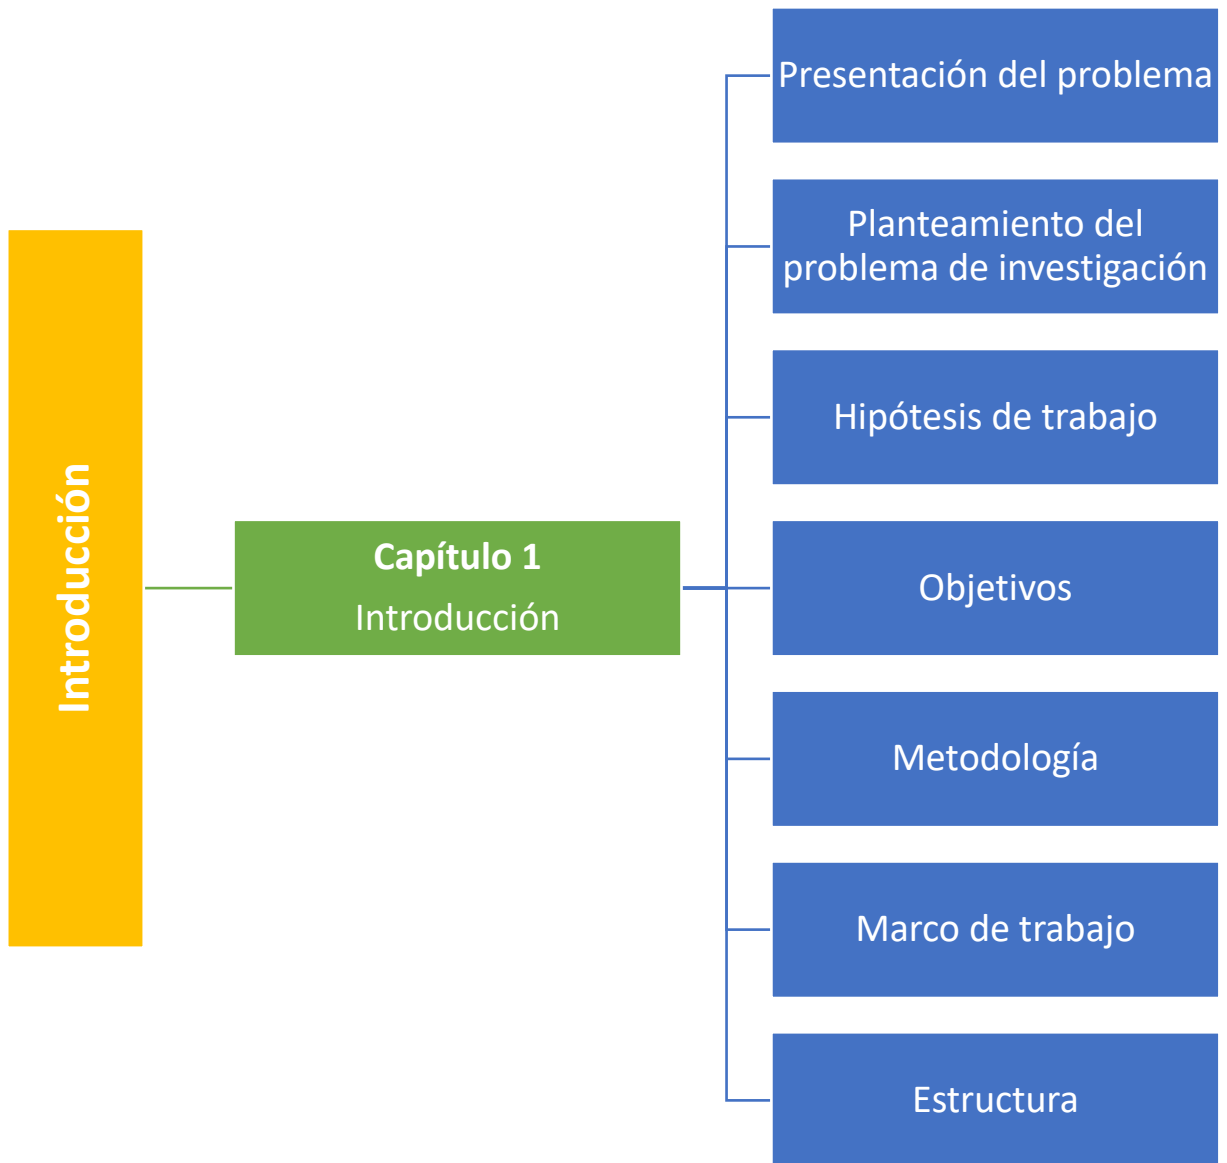 Introducción
Capítulo 1
Introducción
Presentación del problema
Planteamiento del
problema de investigación
Hipótesis de trabajo
Objetivos
Metodología
Marco de trabajo
Estructura